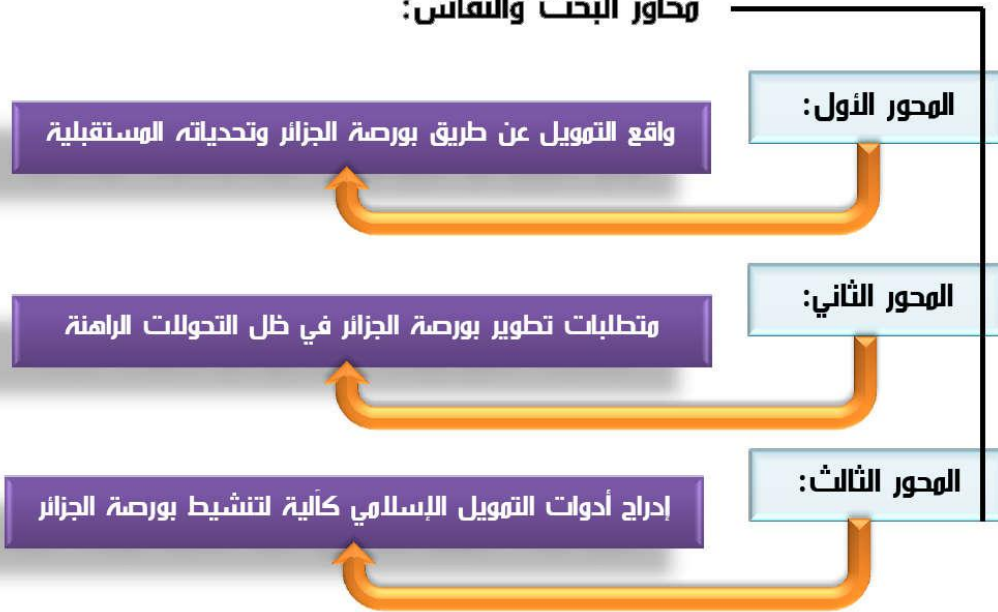 محاور البحث والنقاش:
المحور الأول:
واقع التمويل عن طريق بورصة الجزائر وتحدياته المستقبلية
المحور الثاني:
متطلبات تطوير بورصة الجزائر في ظل التحولات الراهنة
المحور الثالث:
إدراج أدوات التمويل الإسلامي كآلية لتنشيط بورصة الجزائر